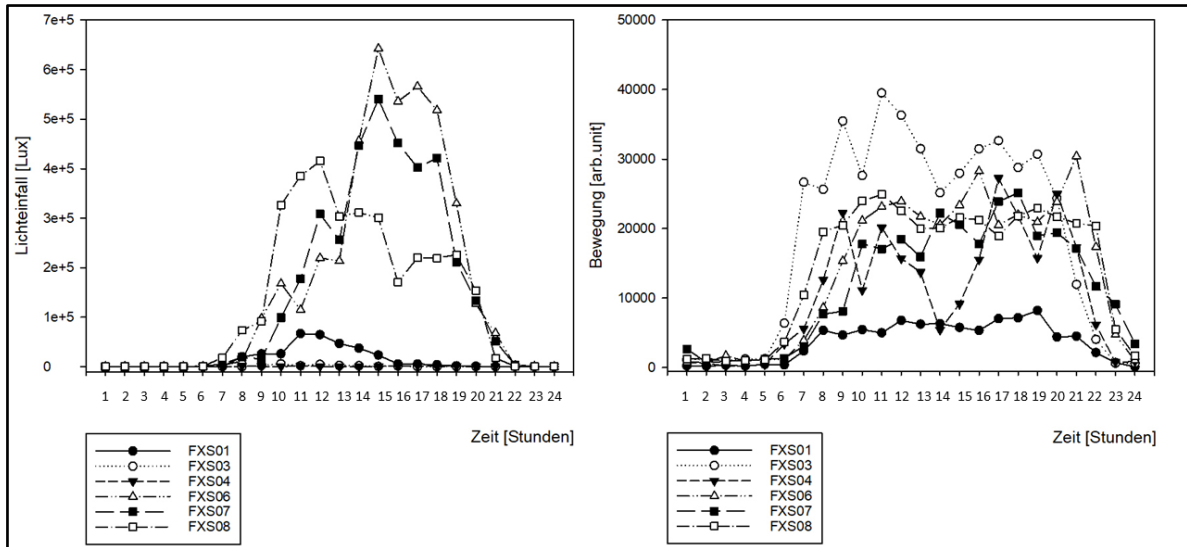 7e+5
6e+5
5e+5
4e+5
3e+5
2e+5
1e+5
0
Lichteinfall [Lux]
1 2 3 4 5 6 7 8 9 10 11 12 13 14 15 16 17 18 19 20 21 22 23 24
Zeit [Stunden]
FXS01
FXS03
FXS04
FXS06
FXS07
FXS08
50000
40000
30000
20000
10000
0
Bewegung [arb.unit]
1 2 3 4 5 6 7 8 9 10 11 12 13 14 15 16 17 18 19 20 21 22 23 24
Zeit [Stunden]
FXS01
FXS03
FXS04
FXS06
FXS07
FXS08